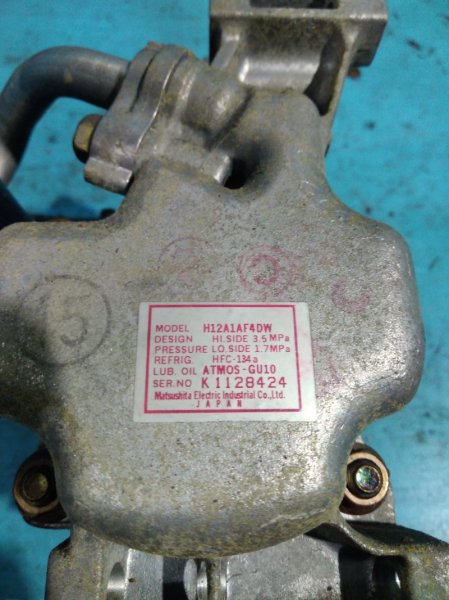 5
MODEL H12A1AF4DW
DESIGN HI.SIDE 3.5MPa
PRESSURE LO.SIDE 1.7MPa
REFRIG. HFC-134a
LUB. OIL ATMOS-GU10
SER.NO K1128424
Matsushita Electric Industrial Co.,Ltd.
JAPAN